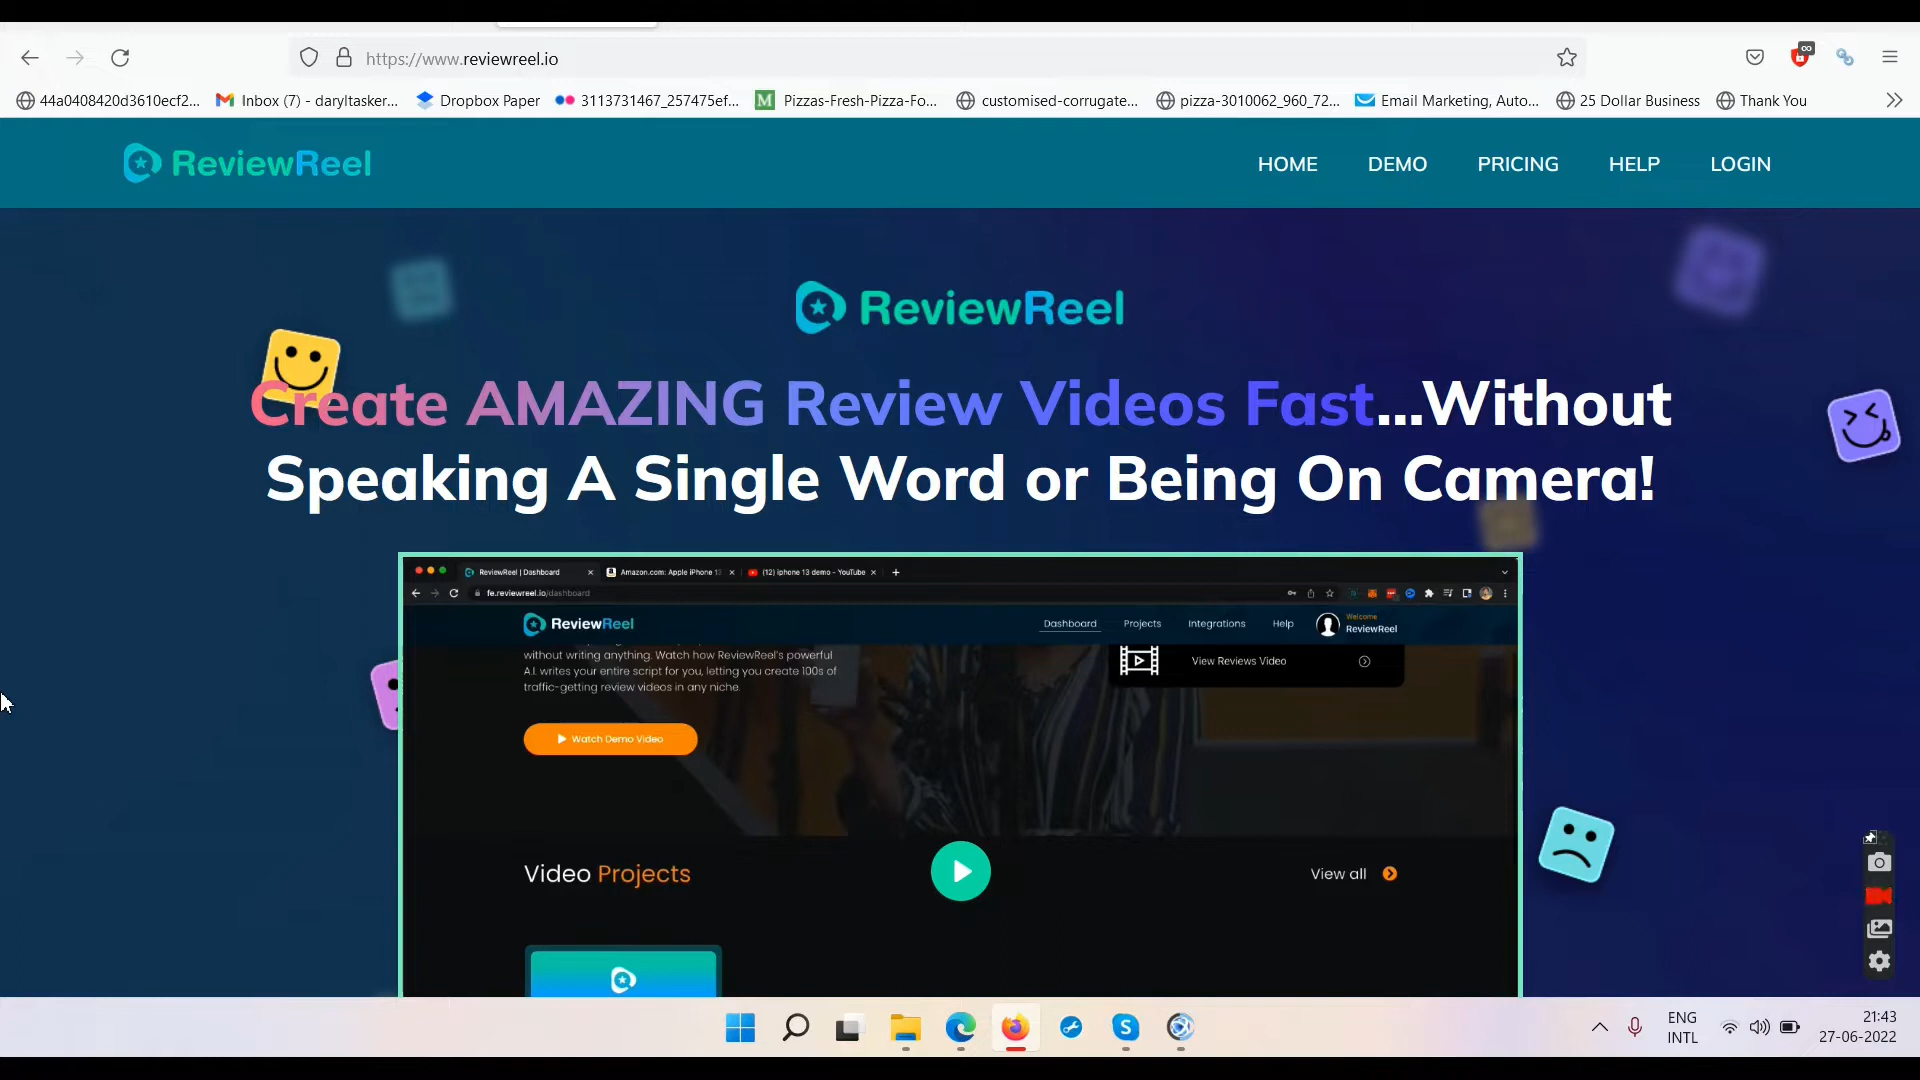 https://www.reviewreel.io
44a0408420d3610ecf2...
Inbox (7) - daryltasker...
Dropbox Paper
3113731467_257475ef...
Pizzas-Fresh-Pizza-Fo...
customised-corrugate...
pizza-3010062_960_72...
Email Marketing, Auto...
25 Dollar Business
Thank You
ReviewReel
HOME
DEMO
PRICING
HELP
LOGIN
ReviewReel
Create AMAZING Review Videos Fast...Without
Speaking A Single Word or Being On Camera!
ReviewReel | Dashboard
Amazon.com: Apple iPhone 13
(12) iphone 13 demo - YouTube
fe.reviewreel.io/dashboard
ReviewReel
Dashboard
Projects
Integrations
Help
Welcome
ReviewReel
without writing anything. Watch how ReviewReel's powerful
A.I. writes your entire script for you, letting you create 100s of
traffic-getting review videos in any niche.
View Reviews Video
Watch Demo Video
Video Projects
View all
ENG
INTL
21:43
27-06-2022